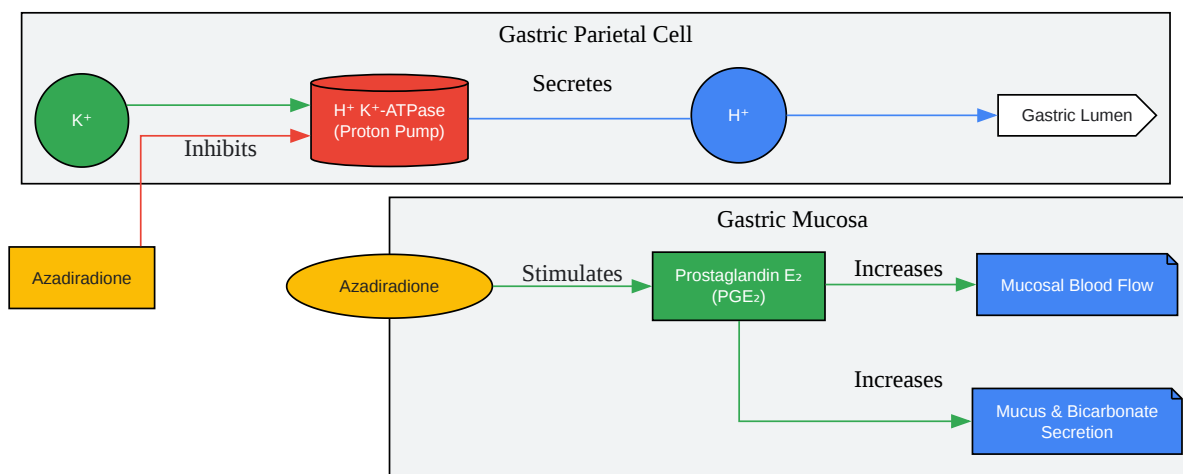 Gastric Parietal Cell
K⁺
Inhibits
H⁺ K⁺-ATPase
(Proton Pump)
Secretes
H⁺
Gastric Lumen
Azadiradione
Gastric Mucosa
Azadiradione
Stimulates
Prostaglandin E₂
(PGE₂)
Increases
Mucosal Blood Flow
Increases
Mucus & Bicarbonate
Secretion